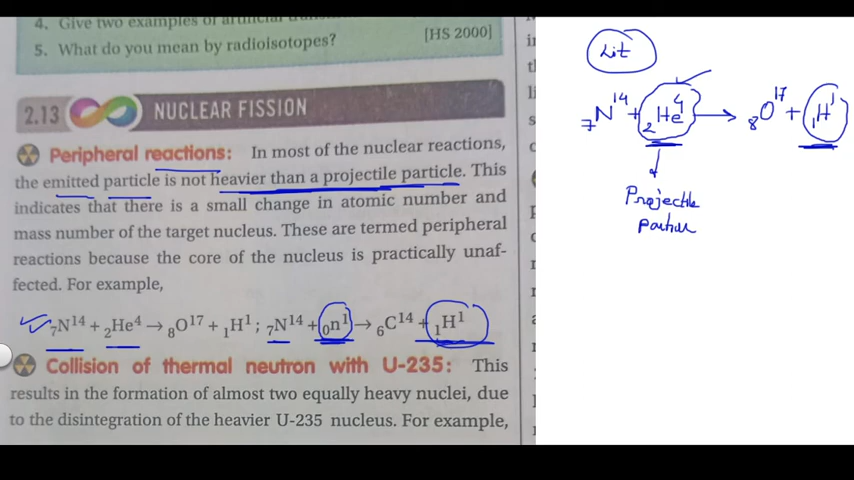 4. Give two examples of artificial
5. What do you mean by radioisotopes? [HS 2000]
2.13 NUCLEAR FISSION
Peripheral reactions: In most of the nuclear reactions,
the emitted particle is not heavier than a projectile particle. This
indicates that there is a small change in atomic number and
mass number of the target nucleus. These are termed peripheral
reactions because the core of the nucleus is practically unaf-
fected. For example,
₇N¹⁴ + ₂He⁴ → ₈O¹⁷ + ₁H¹ ; ₇N¹⁴ + ₀n¹ → ₆C¹⁴ + ₁H¹
Collision of thermal neutron with U-235: This
results in the formation of almost two equally heavy nuclei, due
to the disintegration of the heavier U-235 nucleus. For example,
₇N¹⁴ + ₂He⁴ → ₈O¹⁷ + ₁H¹
Projectile